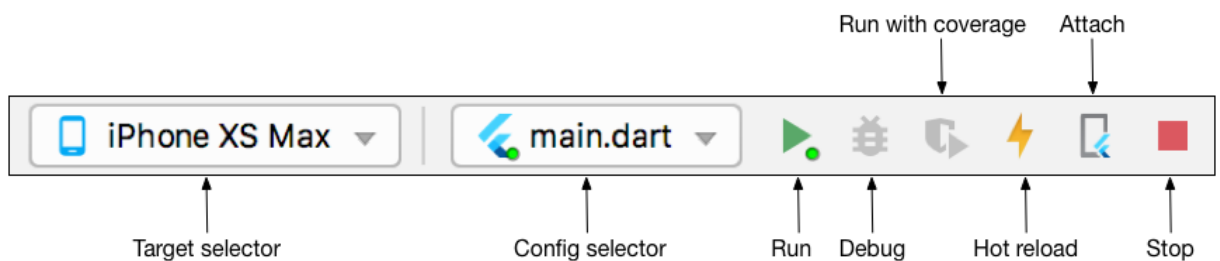 Run with coverage Attach
iPhone XS Max main.dart
Target selector Config selector Run Debug Hot reload Stop